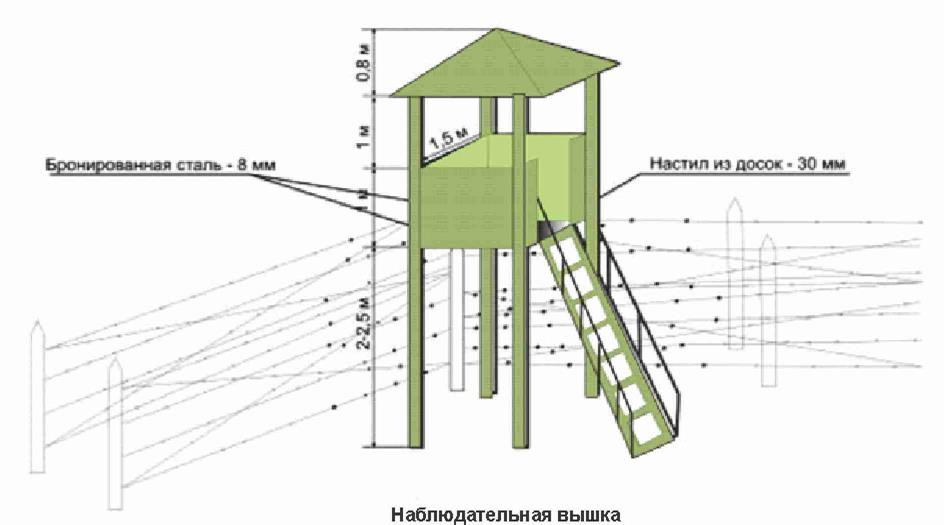 0,8 м
1 м
1,5 м
Бронированная сталь - 8 мм
Настил из досок - 30 мм
1 м
2-2,5 м
Наблюдательная вышка